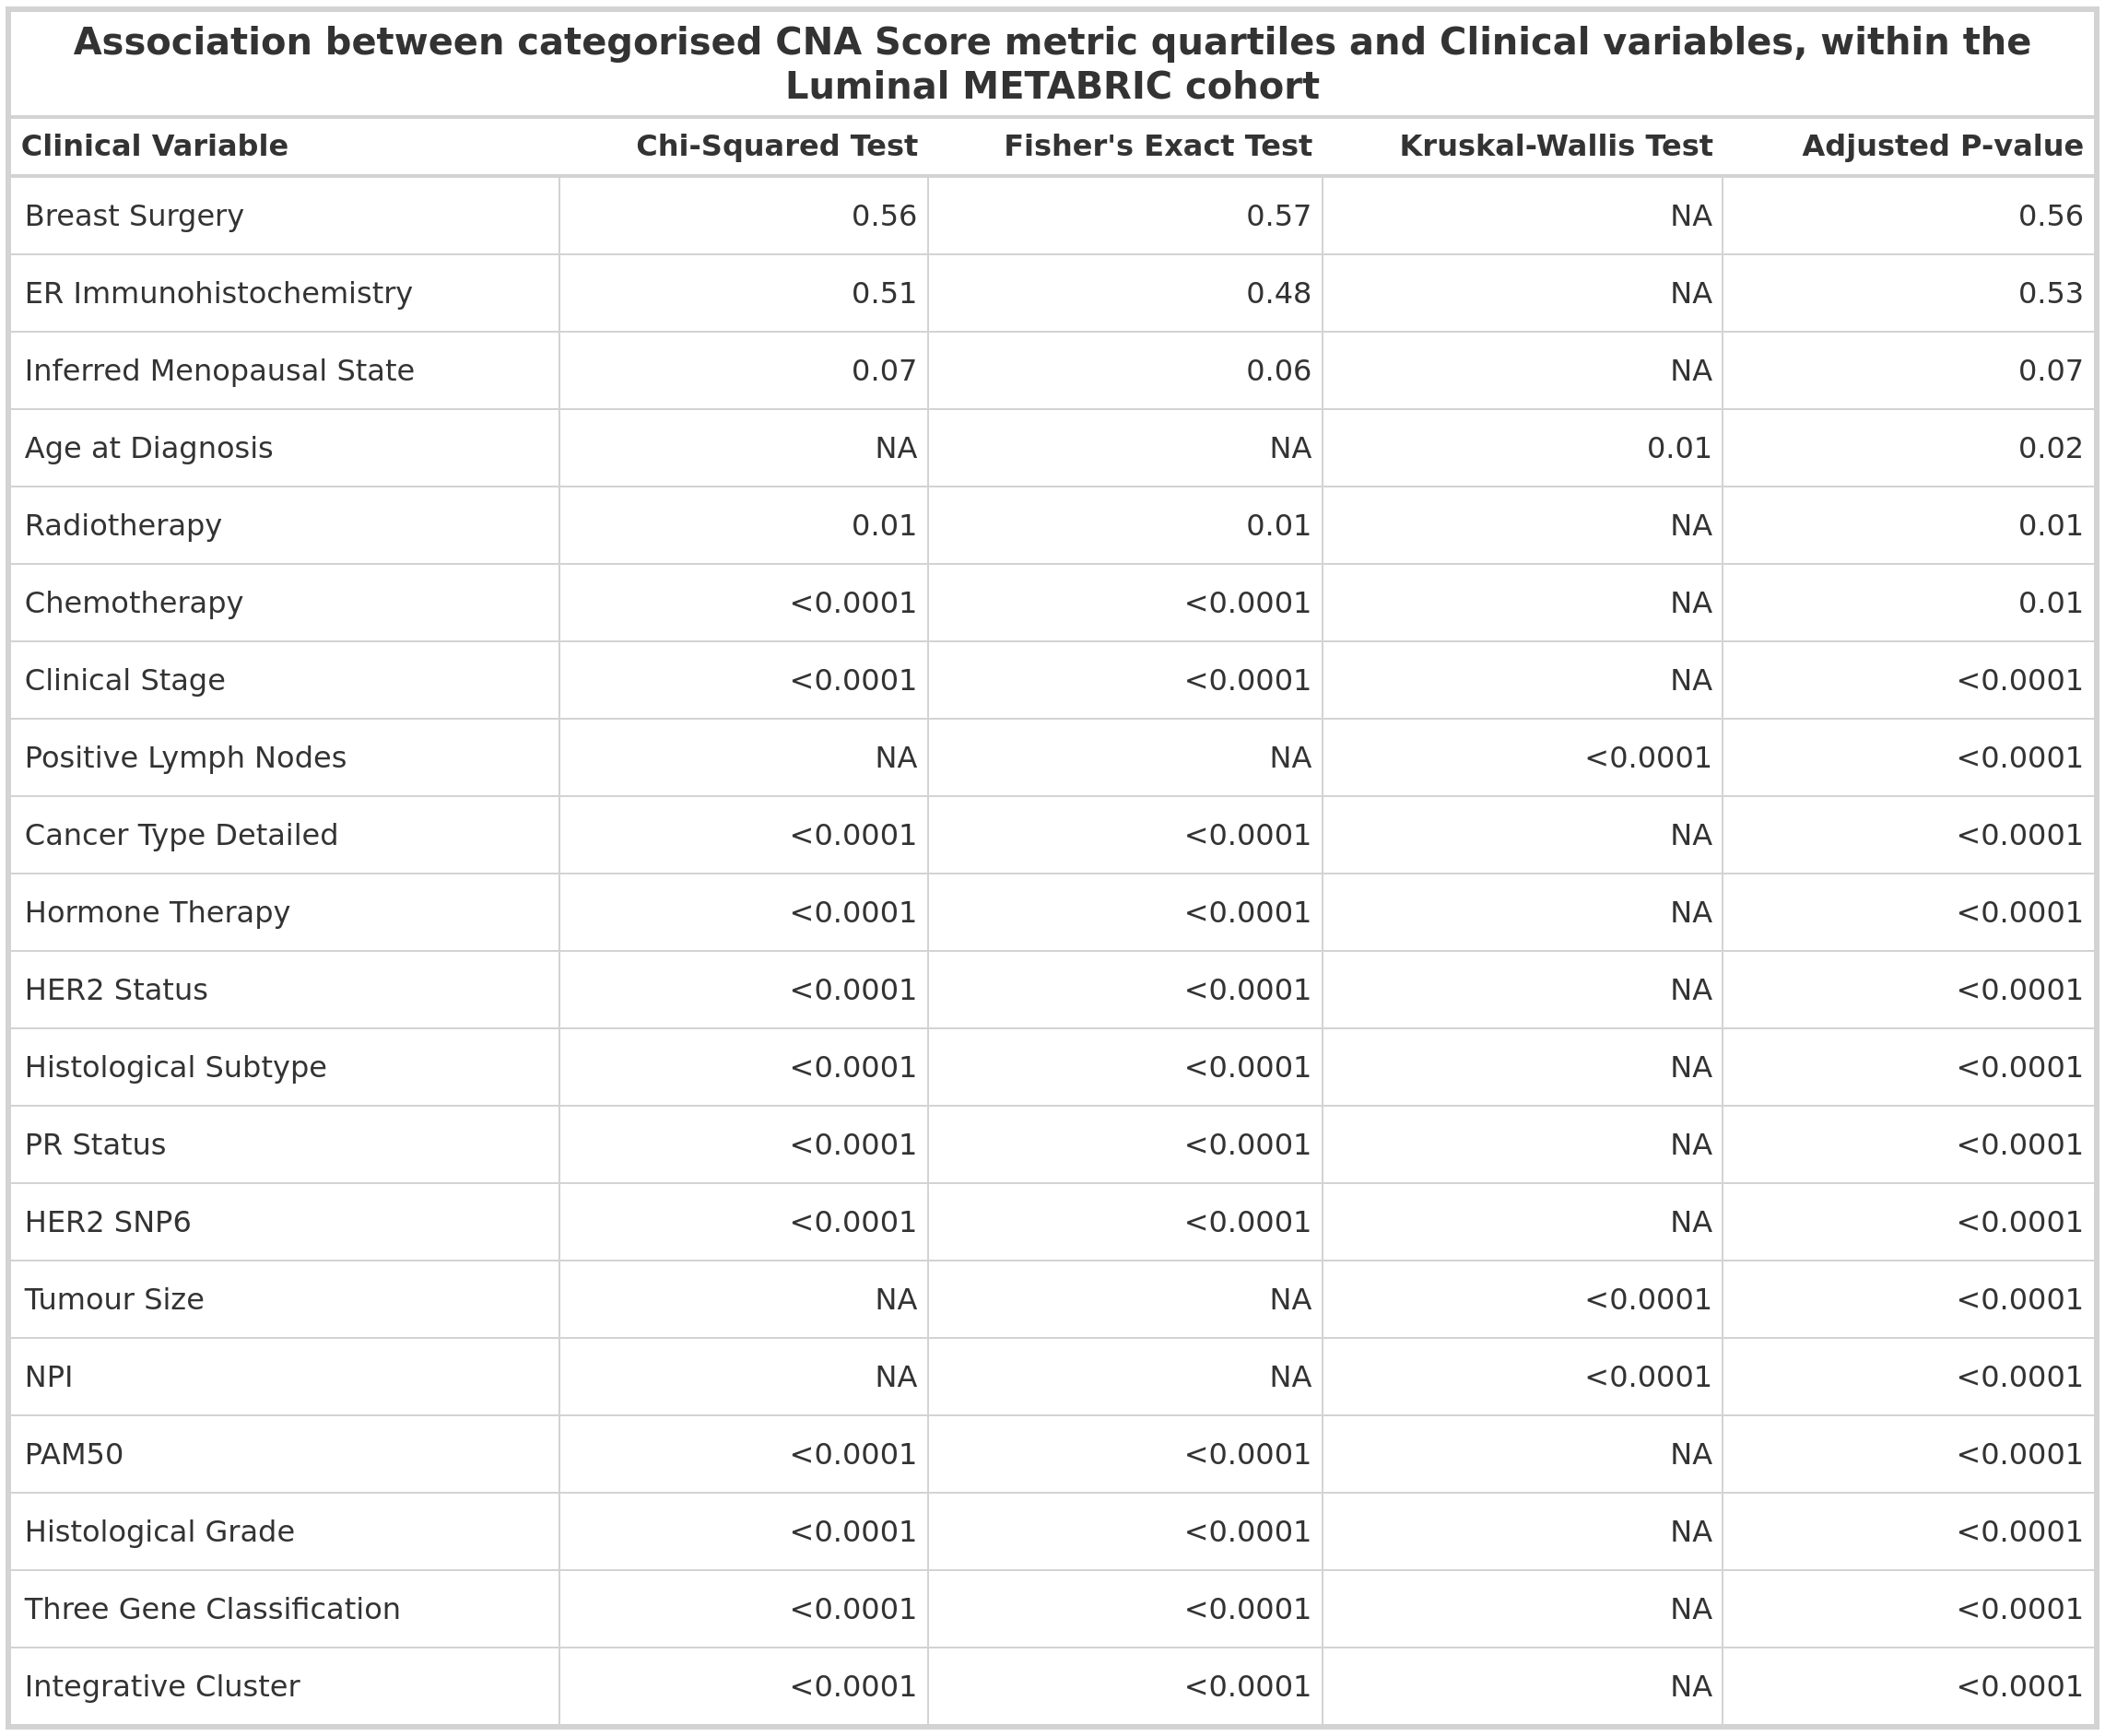 Association between categorised CNA Score metric quartiles and Clinical variables, within the
Luminal METABRIC cohort
Clinical Variable Chi-Squared Test Fisher's Exact Test Kruskal-Wallis Test Adjusted P-value
Breast Surgery 0.56 0.57 NA 0.56
ER Immunohistochemistry 0.51 0.48 NA 0.53
Inferred Menopausal State 0.07 0.06 NA 0.07
Age at Diagnosis NA NA 0.01 0.02
Radiotherapy 0.01 0.01 NA 0.01
Chemotherapy <0.0001 <0.0001 NA 0.01
Clinical Stage <0.0001 <0.0001 NA <0.0001
Positive Lymph Nodes NA NA <0.0001 <0.0001
Cancer Type Detailed <0.0001 <0.0001 NA <0.0001
Hormone Therapy <0.0001 <0.0001 NA <0.0001
HER2 Status <0.0001 <0.0001 NA <0.0001
Histological Subtype <0.0001 <0.0001 NA <0.0001
PR Status <0.0001 <0.0001 NA <0.0001
HER2 SNP6 <0.0001 <0.0001 NA <0.0001
Tumour Size NA NA <0.0001 <0.0001
NPI NA NA <0.0001 <0.0001
PAM50 <0.0001 <0.0001 NA <0.0001
Histological Grade <0.0001 <0.0001 NA <0.0001
Three Gene Classification <0.0001 <0.0001 NA <0.0001
Integrative Cluster <0.0001 <0.0001 NA <0.0001